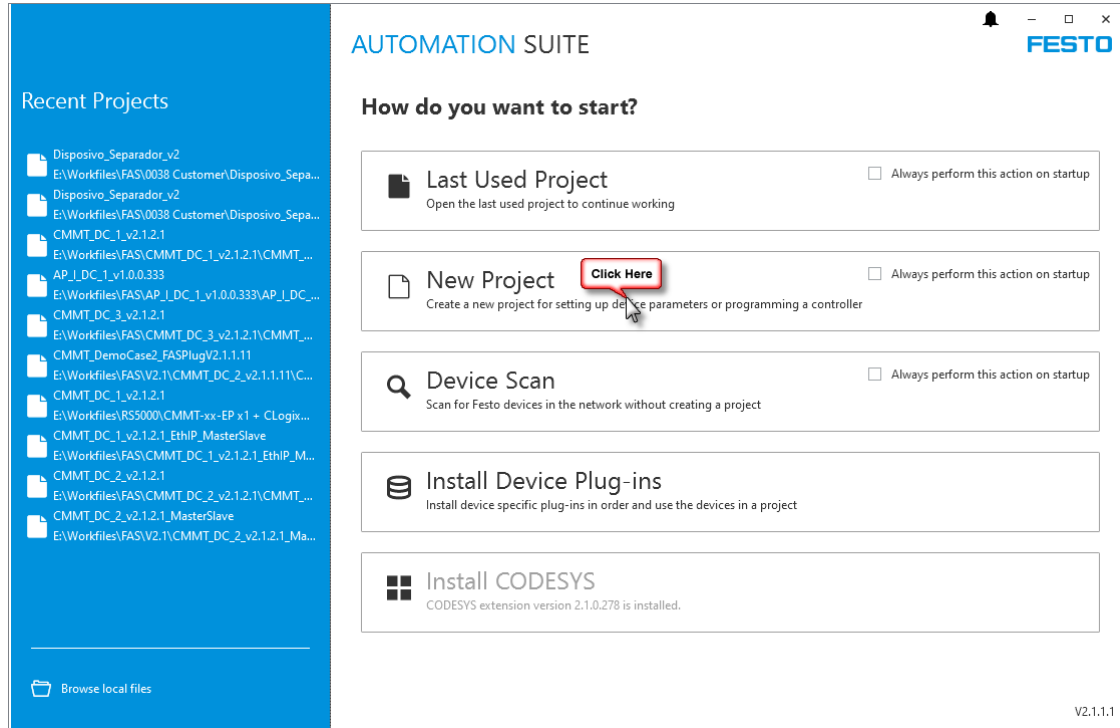 AUTOMATION SUITE
FESTO
Recent Projects
Disposivo_Separador_v2
E:\Workfiles\FAS\0038 Customer\Disposivo_Sepa...
Disposivo_Separador_v2
E:\Workfiles\FAS\0038 Customer\Disposivo_Sepa...
CMMT_DC_1_v2.1.2.1
E:\Workfiles\FAS\CMMT_DC_1_v2.1.2.1\CMMT_...
AP_I_DC_1_v1.0.0.333
E:\Workfiles\FAS\AP_I_DC_1_v1.0.0.333\AP_I_DC_...
CMMT_DC_3_v2.1.2.1
E:\Workfiles\FAS\CMMT_DC_3_v2.1.2.1\CMMT_...
CMMT_DemoCase2_FASPlugV2.1.1.11
E:\Workfiles\FAS\V2.1\CMMT_DC_2_v2.1.1.11\C...
CMMT_DC_1_v2.1.2.1
E:\Workfiles\RS5000\CMMT-xx-EP x1 + CLogix...
CMMT_DC_1_v2.1.2.1_EthIP_MasterSlave
E:\Workfiles\FAS\CMMT_DC_1_v2.1.2.1_EthIP_M...
CMMT_DC_2_v2.1.2.1
E:\Workfiles\FAS\CMMT_DC_2_v2.1.2.1\CMMT_...
CMMT_DC_2_v2.1.2.1_MasterSlave
E:\Workfiles\FAS\V2.1\CMMT_DC_2_v2.1.2.1_Ma...
Browse local files
How do you want to start?
Last Used Project
Always perform this action on startup
Open the last used project to continue working
New Project
Click Here
Always perform this action on startup
Create a new project for setting up device parameters or programming a controller
Device Scan
Always perform this action on startup
Scan for Festo devices in the network without creating a project
Install Device Plug-ins
Install device specific plug-ins in order and use the devices in a project
Install CODESYS
CODESYS extension version 2.1.0.278 is installed.
V2.1.1.1